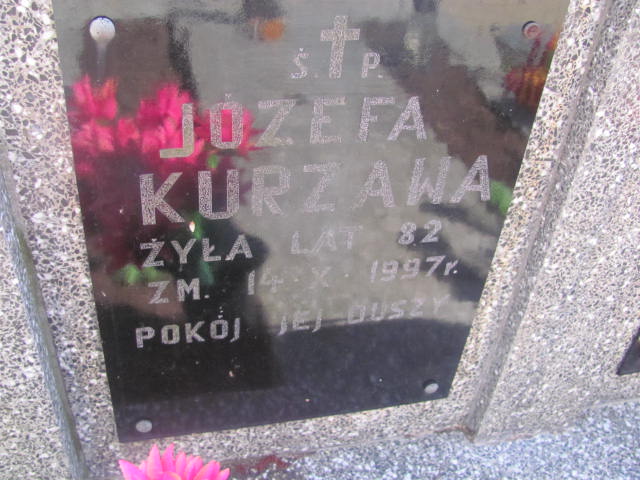 Ś. P.
JÓZEFA
KURZAWA
ŻYŁA LAT 82
ZM. 14·X·1997r.
POKÓJ JEJ DUSZY